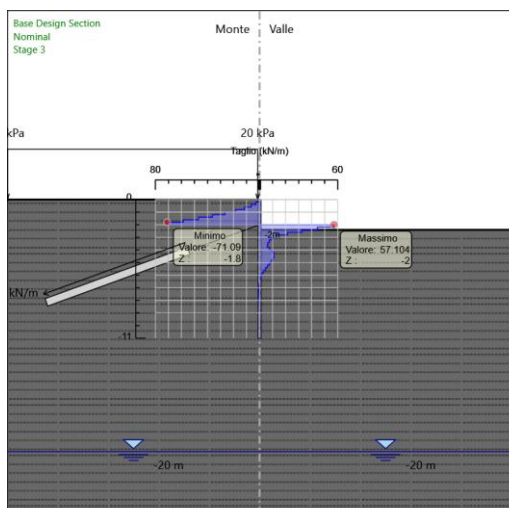 Base Design Section
Nominal
Stage 3
Monte
Valle
kPa
20 kPa
Taglio (kN/m)
80
60
0
Minimo
Valore: -71.09
Z : -1.8
-2m
Massimo
Valore: 57.104
Z : -2
kN/m
-11
-20 m
-20 m